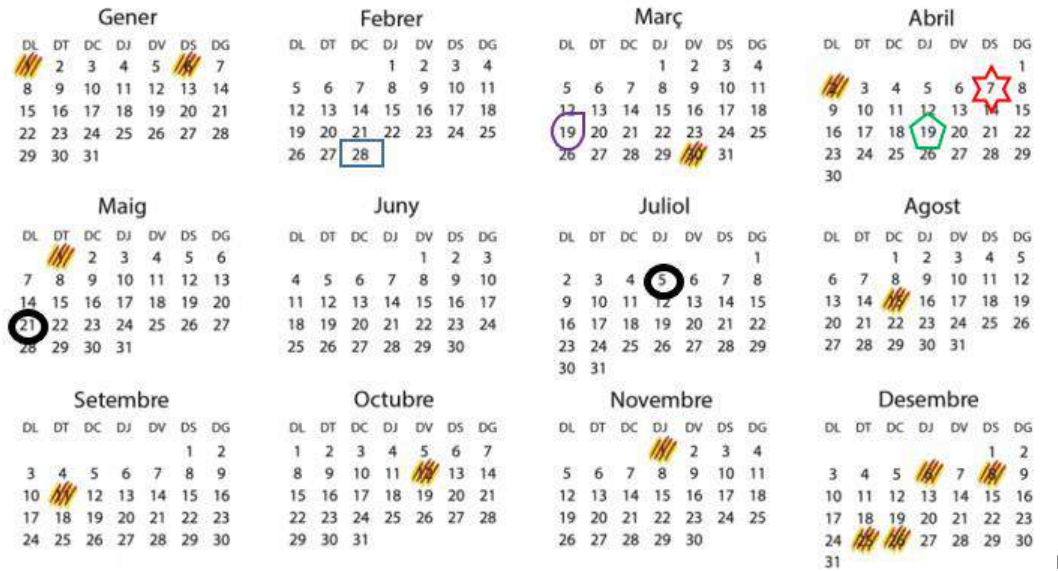 Gener
DL DT DC DJ DV DS DG
1 2 3 4 5 6 7
8 9 10 11 12 13 14
15 16 17 18 19 20 21
22 23 24 25 26 27 28
29 30 31
Febrer
DL DT DC DJ DV DS DG
1 2 3 4
5 6 7 8 9 10 11
12 13 14 15 16 17 18
19 20 21 22 23 24 25
26 27 28
Març
DL DT DC DJ DV DS DG
1 2 3 4
5 6 7 8 9 10 11
12 13 14 15 16 17 18
19 20 21 22 23 24 25
26 27 28 29 30 31
Abril
DL DT DC DJ DV DS DG
1
2 3 4 5 6 7 8
9 10 11 12 13 14 15
16 17 18 19 20 21 22
23 24 25 26 27 28 29
30
Maig
DL DT DC DJ DV DS DG
1 2 3 4 5 6
7 8 9 10 11 12 13
14 15 16 17 18 19 20
21 22 23 24 25 26 27
28 29 30 31
Juny
DL DT DC DJ DV DS DG
1 2 3
4 5 6 7 8 9 10
11 12 13 14 15 16 17
18 19 20 21 22 23 24
25 26 27 28 29 30
Juliol
DL DT DC DJ DV DS DG
1
2 3 4 5 6 7 8
9 10 11 12 13 14 15
16 17 18 19 20 21 22
23 24 25 26 27 28 29
30 31
Agost
DL DT DC DJ DV DS DG
1 2 3 4 5
6 7 8 9 10 11 12
13 14 15 16 17 18 19
20 21 22 23 24 25 26
27 28 29 30 31
Setembre
DL DT DC DJ DV DS DG
1 2
3 4 5 6 7 8 9
10 11 12 13 14 15 16
17 18 19 20 21 22 23
24 25 26 27 28 29 30
Octubre
DL DT DC DJ DV DS DG
1 2 3 4 5 6 7
8 9 10 11 12 13 14
15 16 17 18 19 20 21
22 23 24 25 26 27 28
29 30 31
Novembre
DL DT DC DJ DV DS DG
1 2 3 4
5 6 7 8 9 10 11
12 13 14 15 16 17 18
19 20 21 22 23 24 25
26 27 28 29 30
Desembre
DL DT DC DJ DV DS DG
1 2
3 4 5 6 7 8 9
10 11 12 13 14 15 16
17 18 19 20 21 22 23
24 25 26 27 28 29 30
31